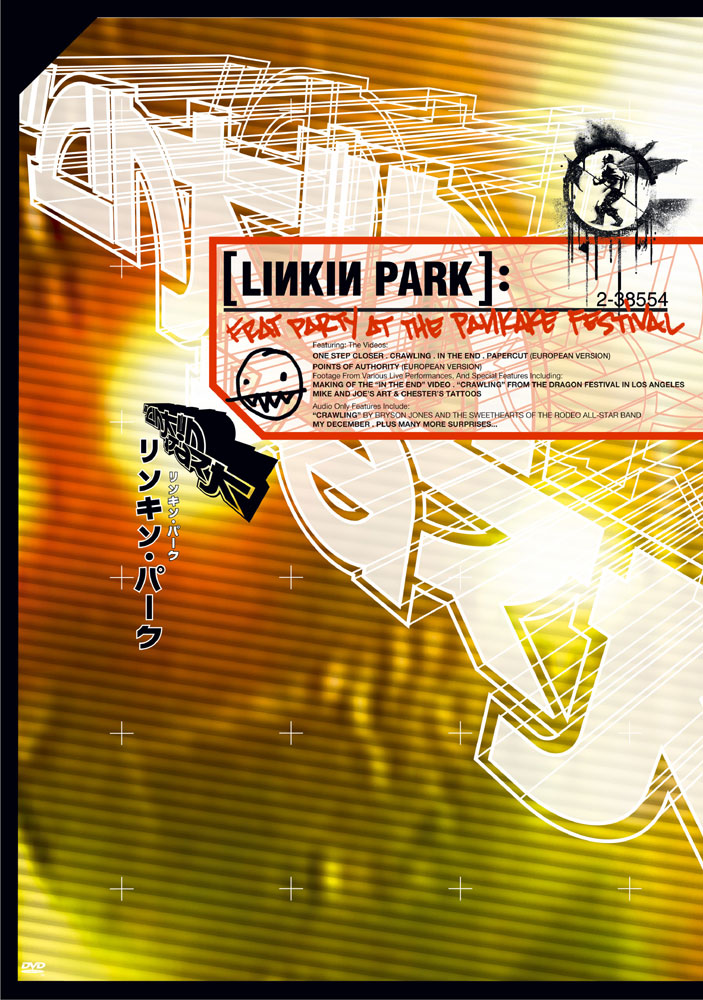 [LIИKIИ PARK]:
2-38554
FRAT PARTY AT THE PANKAKE FESTIVAL
Featuring: The Videos:
ONE STEP CLOSER . CRAWLING . IN THE END . PAPERCUT (EUROPEAN VERSION)
POINTS OF AUTHORITY (EUROPEAN VERSION)
Footage From Various Live Performances, And Special Features Including:
MAKING OF THE "IN THE END" VIDEO . "CRAWLING" FROM THE DRAGON FESTIVAL IN LOS ANGELES
MIKE AND JOE'S ART & CHESTER'S TATTOOS
Audio Only Features Include:
"CRAWLING" BY BRYSON JONES AND THE SWEETHEARTS OF THE RODEO ALL-STAR BAND
MY DECEMBER . PLUS MANY MORE SURPRISES...
リンキン・パーク
リンキン・パーク
DVD